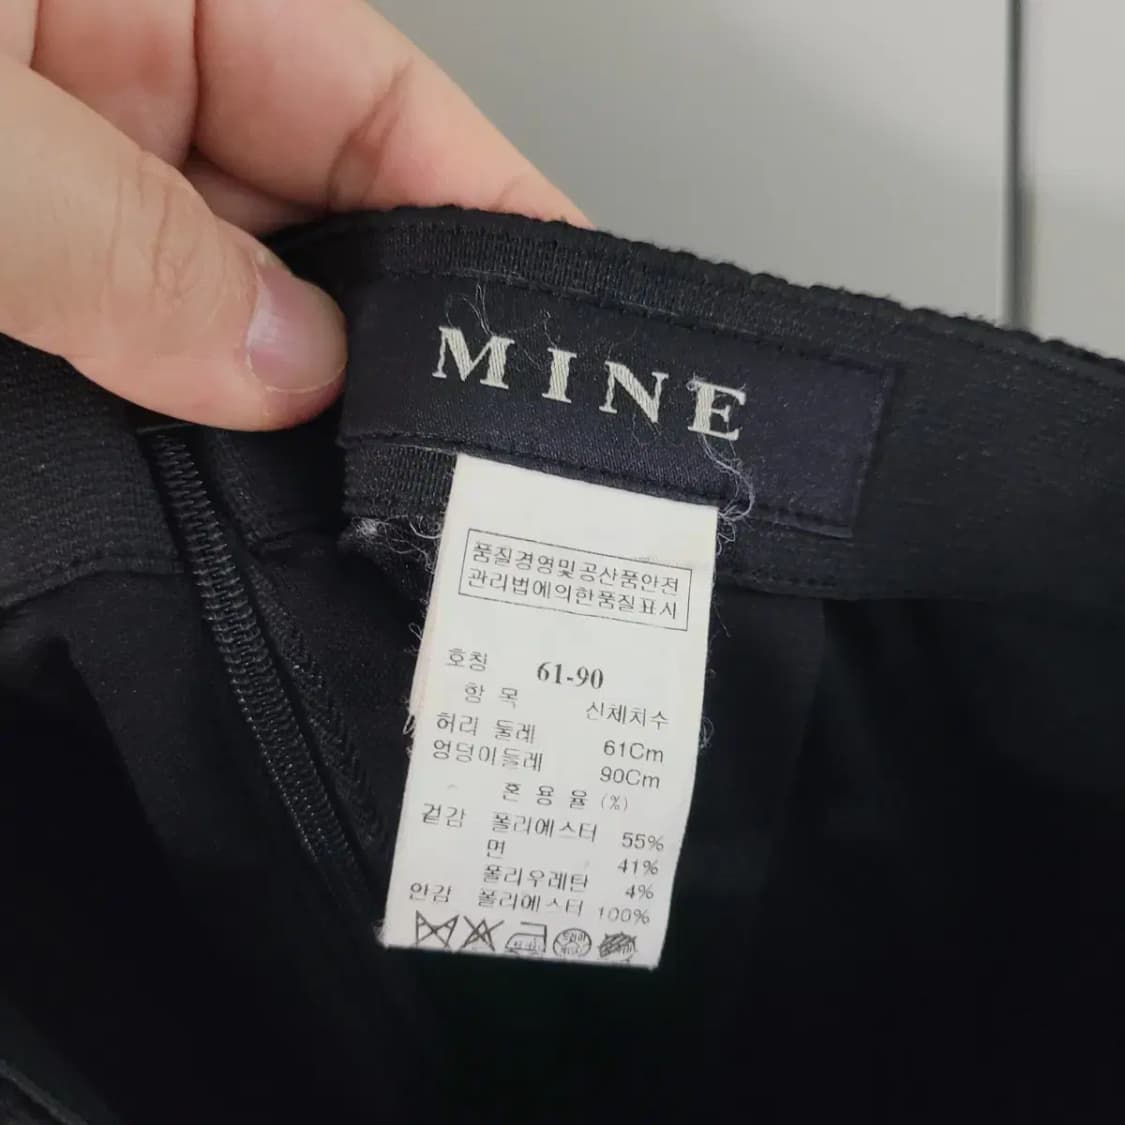 MINE
품질경영및공산품안전
관리법에의한품질표시
호칭 61-90
항 목 신체치수
허리 둘레 61Cm
엉덩이둘레 90Cm
혼 용 율 (%)
겉감 폴리에스터 55%
면 41%
폴리우레탄 4%
안감 폴리에스터 100%